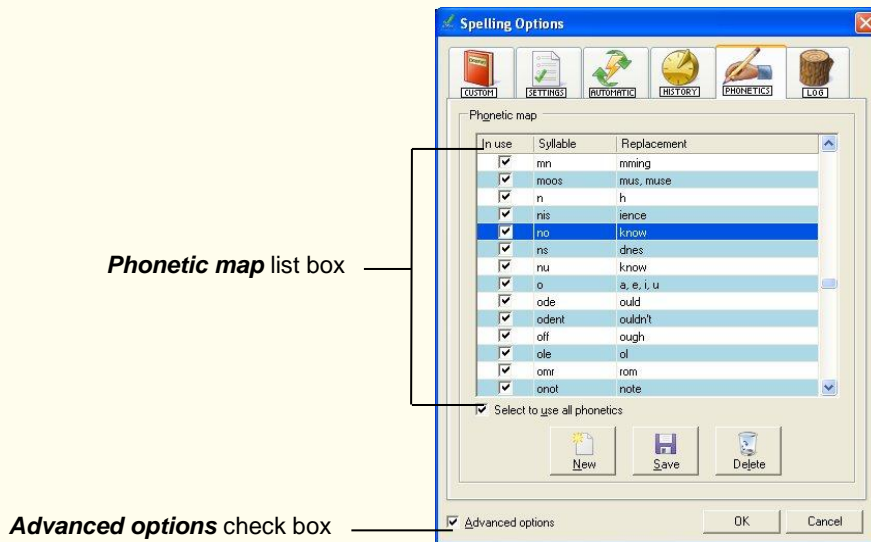 Spelling Options
CUSTOM SETTINGS AUTOMATIC HISTORY PHONETICS LOG
Phonetic map
In use Syllable Replacement
mn mming
moos mus, muse
n h
nis ience
no know
ns dnes
nu know
o a, e, i, u
ode ould
odent ouldn't
off ough
ole ol
omr rom
onot note
Phonetic map list box
Select to use all phonetics
New Save Delete
Advanced options check box
Advanced options OK Cancel